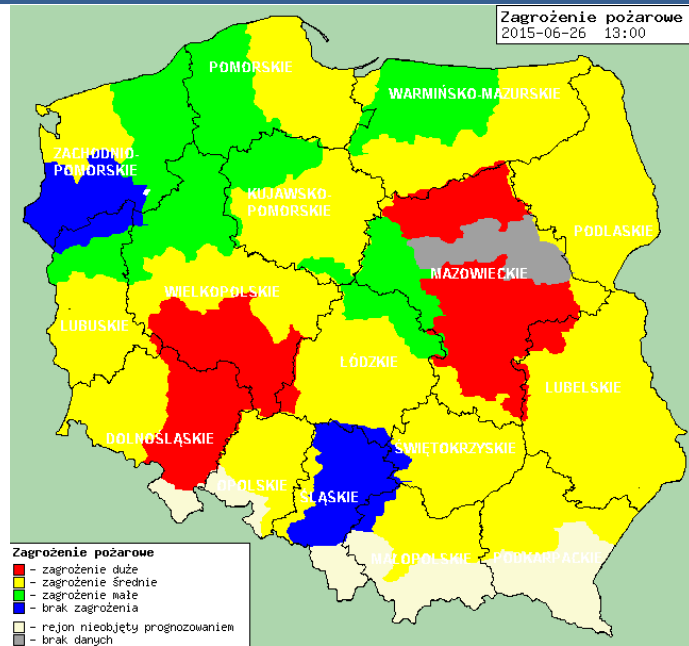 Zagrożenie pożarowe
2015-06-26 13:00
POMORSKIE
WARMIŃSKO-MAZURSKIE
ZACHODNIO-
POMORSKIE
KUJAWSKO-
POMORSKIE
PODLASKIE
MAZOWIECKIE
WIELKOPOLSKIE
LUBUSKIE
ŁÓDZKIE
LUBELSKIE
DOLNOŚLĄSKIE
ŚWIĘTOKRZYSKIE
OPOLSKIE
ŚLĄSKIE
MAŁOPOLSKIE
PODKARPACKIE
Zagrożenie pożarowe
- zagrożenie duże
- zagrożenie średnie
- zagrożenie małe
- brak zagrożenia
- rejon nieobjęty prognozowaniem
- brak danych